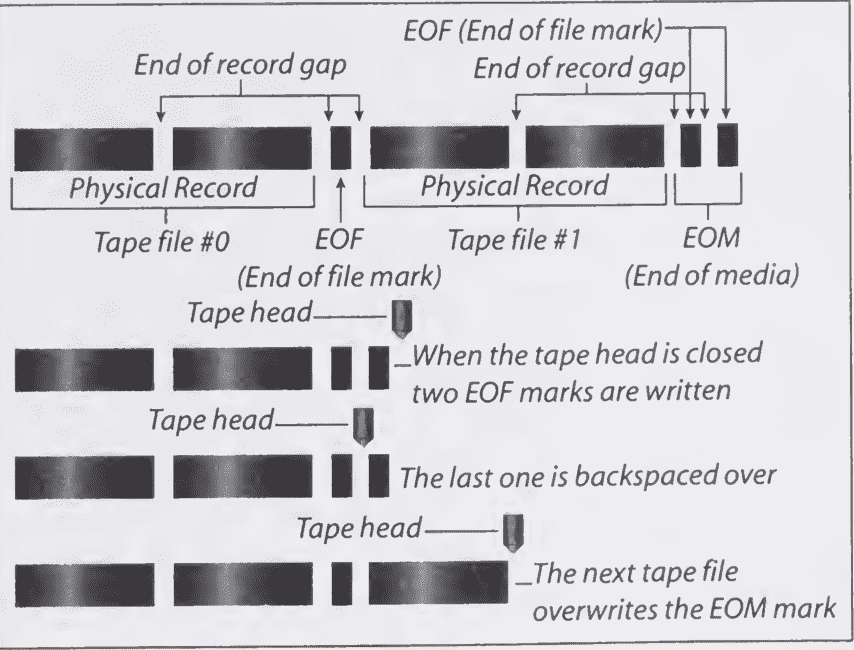 EOF (End of file mark)
End of record gap
End of record gap
Physical Record
Physical Record
Tape file #0
EOF
(End of file mark)
Tape file #1
EOM
(End of media)
Tape head
When the tape head is closed
two EOF marks are written
Tape head
The last one is backspaced over
Tape head
The next tape file
overwrites the EOM mark